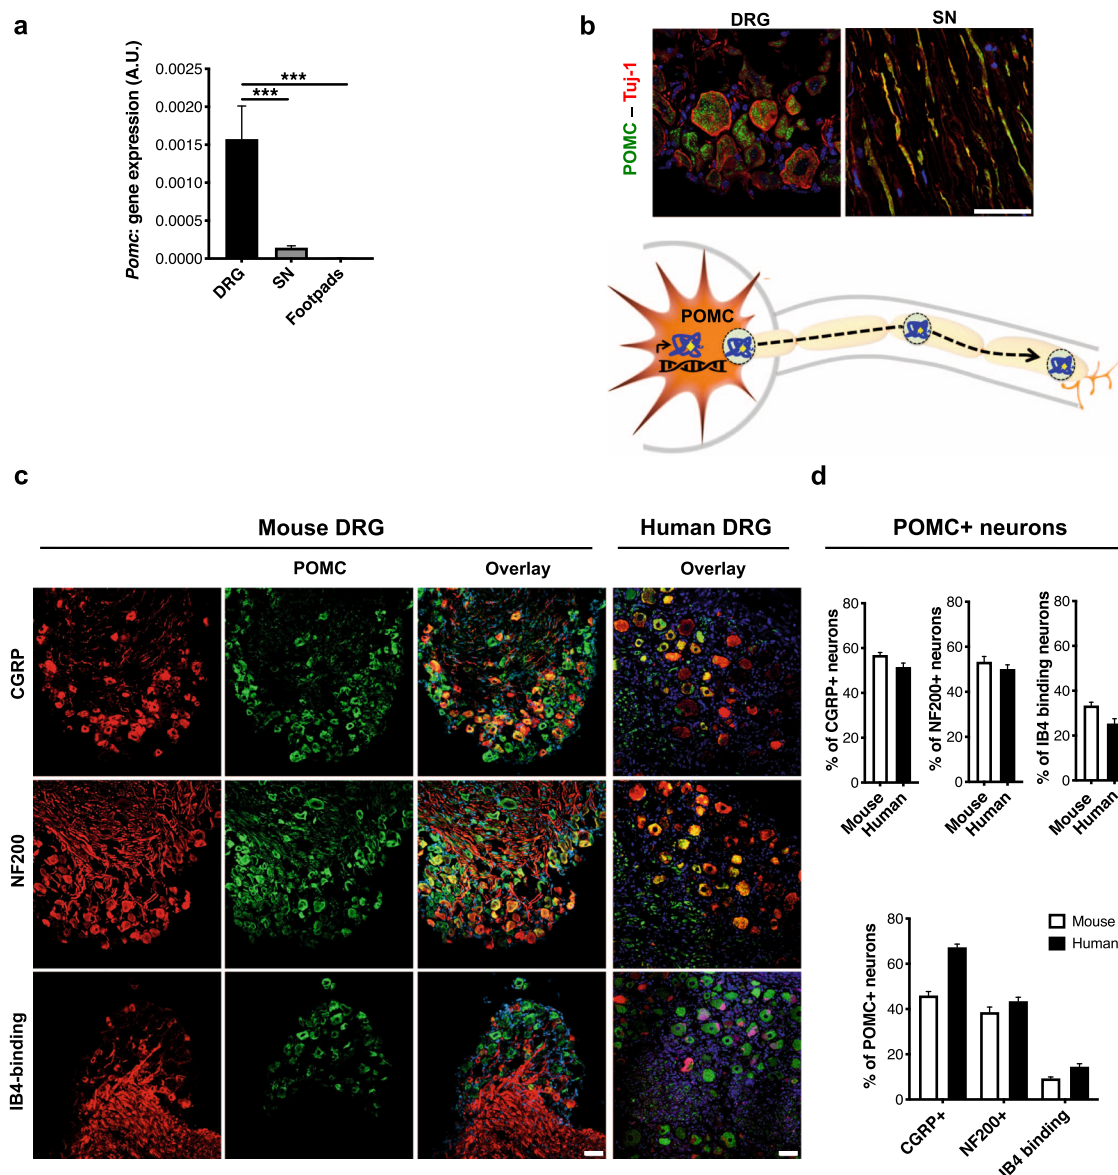 a
Pomc: gene expression (A.U.)
0.0025
0.0020
0.0015
0.0010
0.0005
0.0000
***
***
DRG
SN
Footpads
b
DRG
SN
POMC – Tuj-1
POMC
c
Mouse DRG
Human DRG
POMC
Overlay
Overlay
CGRP
NF200
IB4-binding
d
POMC+ neurons
% of CGRP+ neurons
80
60
40
20
0
Mouse
Human
% of NF200+ neurons
80
60
40
20
0
Mouse
Human
% of IB4 binding neurons
80
60
40
20
0
Mouse
Human
% of POMC+ neurons
80
60
40
20
0
Mouse
Human
CGRP+
NF200+
IB4 binding